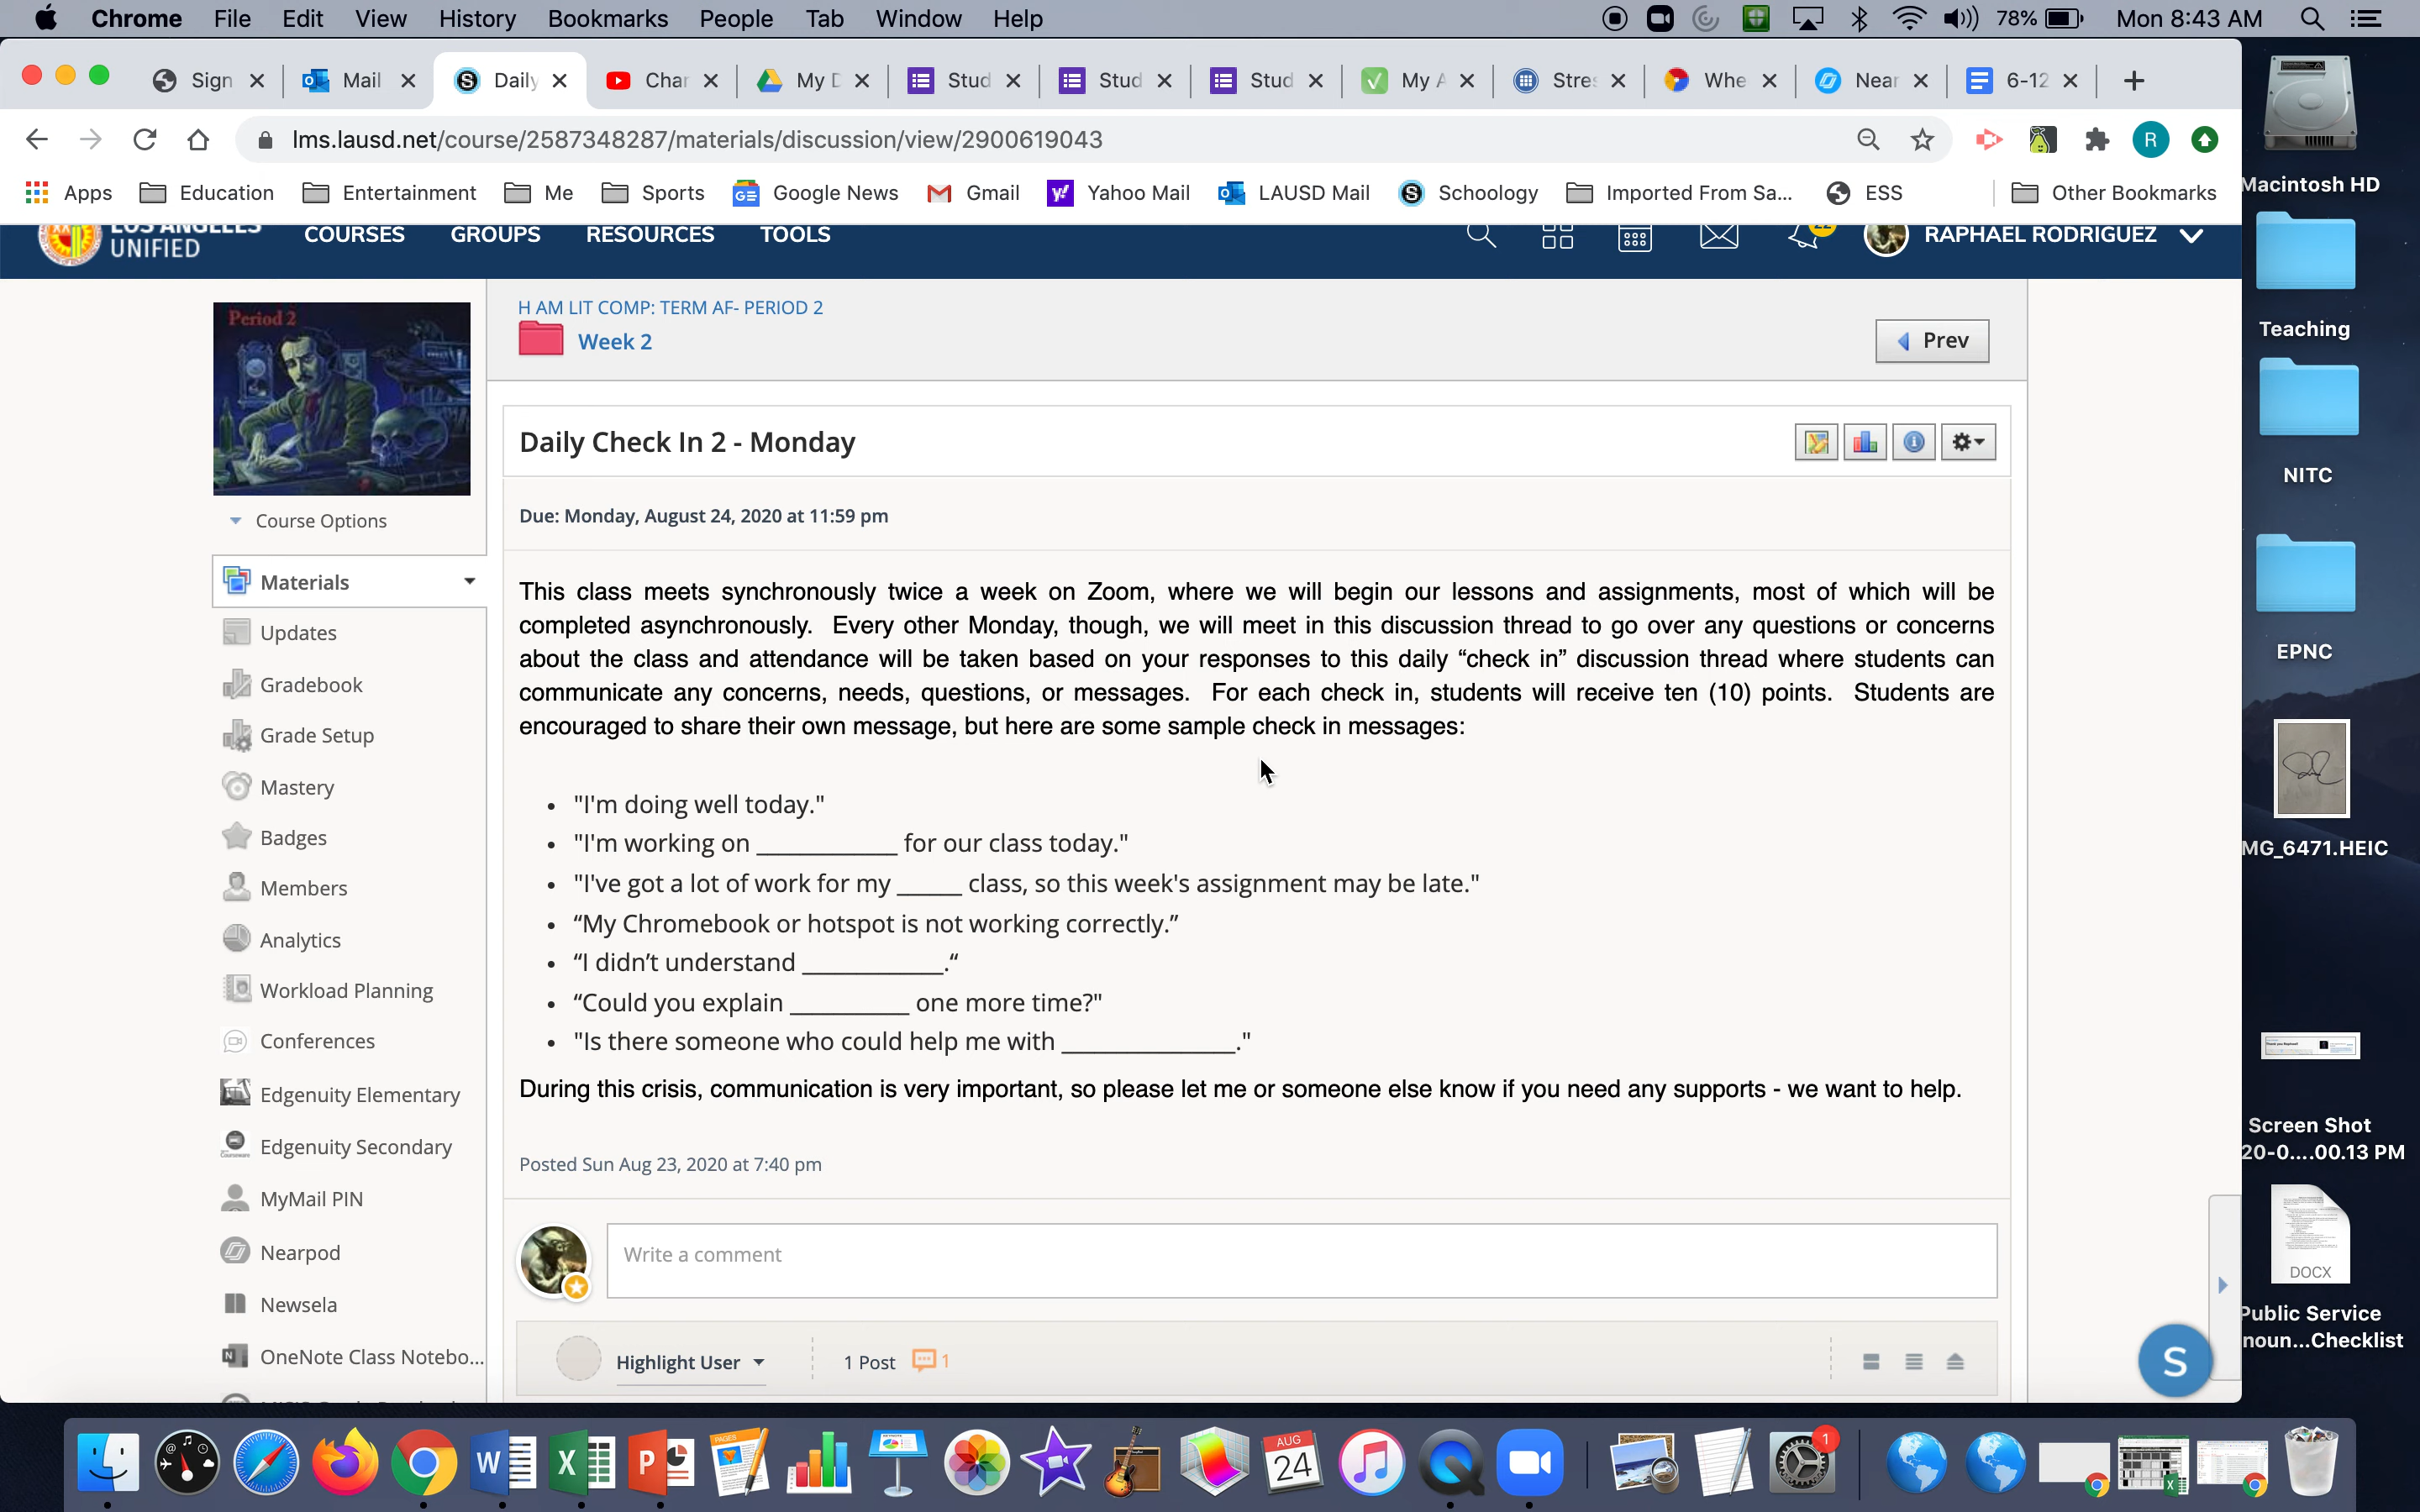 Chrome File Edit View History Bookmarks People Tab Window Help 78% Mon 8:43 AM
Sign Mail Daily Char My D Stud Stud Stud My A Stres Whe Near 6-12
lms.lausd.net/course/2587348287/materials/discussion/view/2900619043 R
Apps Education Entertainment Me Sports Google News Gmail Yahoo Mail LAUSD Mail Schoology Imported From Sa... ESS Other Bookmarks
LOS ANGELES
UNIFIED
COURSES GROUPS RESOURCES TOOLS 22 RAPHAEL RODRIGUEZ
Period 2
H AM LIT COMP: TERM AF- PERIOD 2
Week 2
Prev
Daily Check In 2 - Monday
Due: Monday, August 24, 2020 at 11:59 pm
This class meets synchronously twice a week on Zoom, where we will begin our lessons and assignments, most of which will be
completed asynchronously. Every other Monday, though, we will meet in this discussion thread to go over any questions or concerns
about the class and attendance will be taken based on your responses to this daily “check in” discussion thread where students can
communicate any concerns, needs, questions, or messages. For each check in, students will receive ten (10) points. Students are
encouraged to share their own message, but here are some sample check in messages:
• "I'm doing well today."
• "I'm working on _____________ for our class today."
• "I've got a lot of work for my ______ class, so this week's assignment may be late."
• “My Chromebook or hotspot is not working correctly.”
• “I didn’t understand _____________.“
• “Could you explain ___________ one more time?"
• "Is there someone who could help me with ________________."
During this crisis, communication is very important, so please let me or someone else know if you need any supports - we want to help.
Posted Sun Aug 23, 2020 at 7:40 pm
Write a comment
Highlight User 1 Post 1
Course Options
Materials
Updates
Gradebook
Grade Setup
Mastery
Badges
Members
Analytics
Workload Planning
Conferences
Edgenuity Elementary
Edgenuity Secondary
MyMail PIN
Nearpod
Newsela
OneNote Class Notebo...
S
Macintosh HD
Teaching
NITC
EPNC
MG_6471.HEIC
Screen Shot
20-0....00.13 PM
DOCX
Public Service
noun...Checklist
PAGES
AUG
24
1